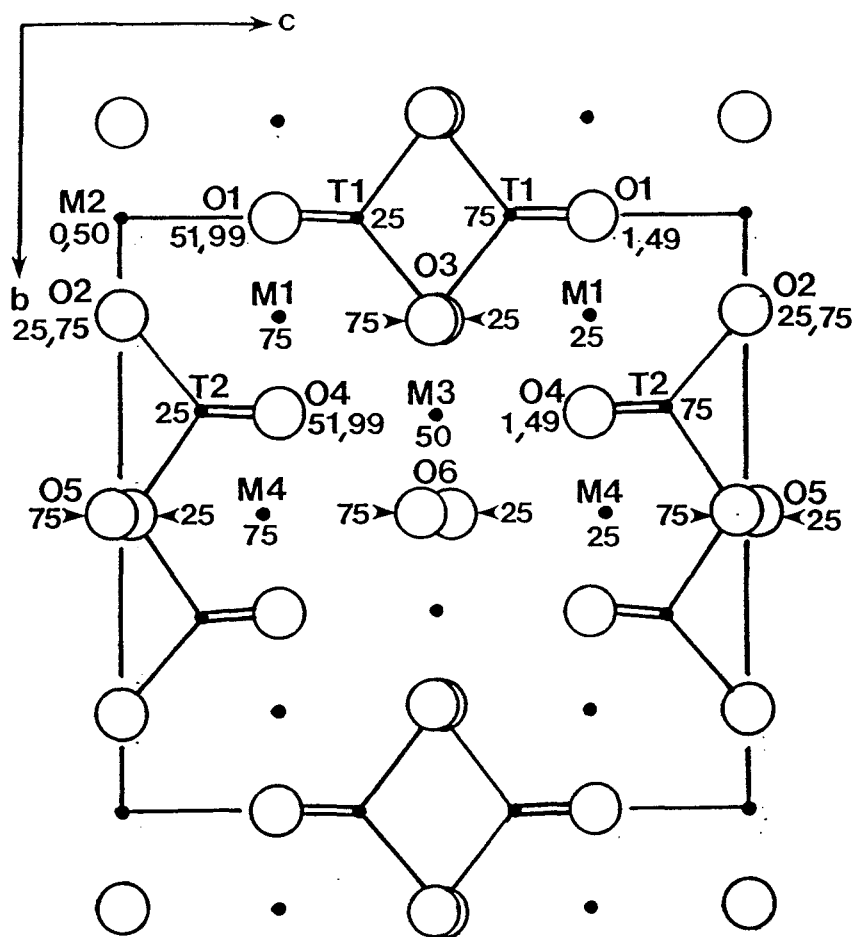 c
M2 O1 T1 T1 O1
0,50 51,99 25 75 1,49
O3
b O2 M1 M1 O2
25,75 75 75 25 25 25,75
T2 O4 M3 O4 T2
25 51,99 50 1,49 75
O5 M4 O6 M4 O5
75 25 75 75 25 25 75 25